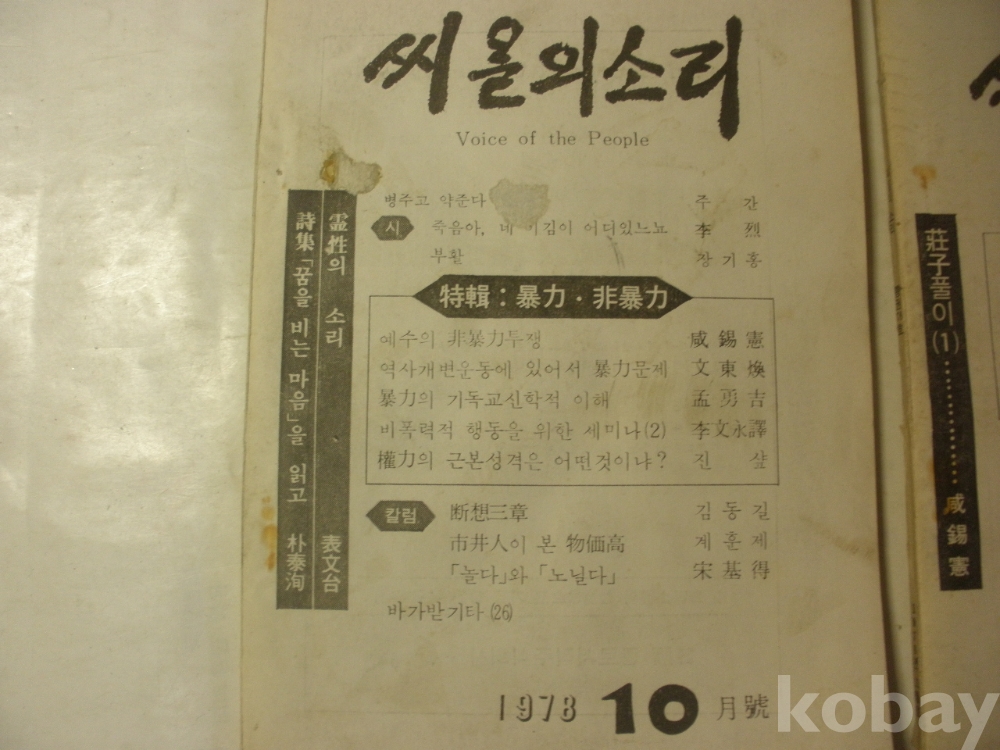 씨ᄋᆞᆯ의소리
Voice of the People
병주고 약준다 주 간
시 죽음아, 네 이김이 어디있느뇨 李 烈
부활 장기홍
特輯 : 暴力 · 非暴力
예수의 非暴力투쟁 咸錫憲
역사개변운동에 있어서 暴力문제 文東煥
暴力의 기독교신학적 이해 孟勇吉
비폭력적 행동을 위한 세미나(2) 李文永譯
權力의 근본성격은 어떤것이냐? 진 샾
칼럼 断想三章 김동길
市井人이 본 物価高 계훈제
「놀다」와 「노닐다」 宋基得
바가받기타 (26)
霊性의 소리 表文台
詩集「꿈을 비는 마음」을 읽고 朴泰洵
1978 10 月號
莊子풀이(1) 咸錫憲
kobay